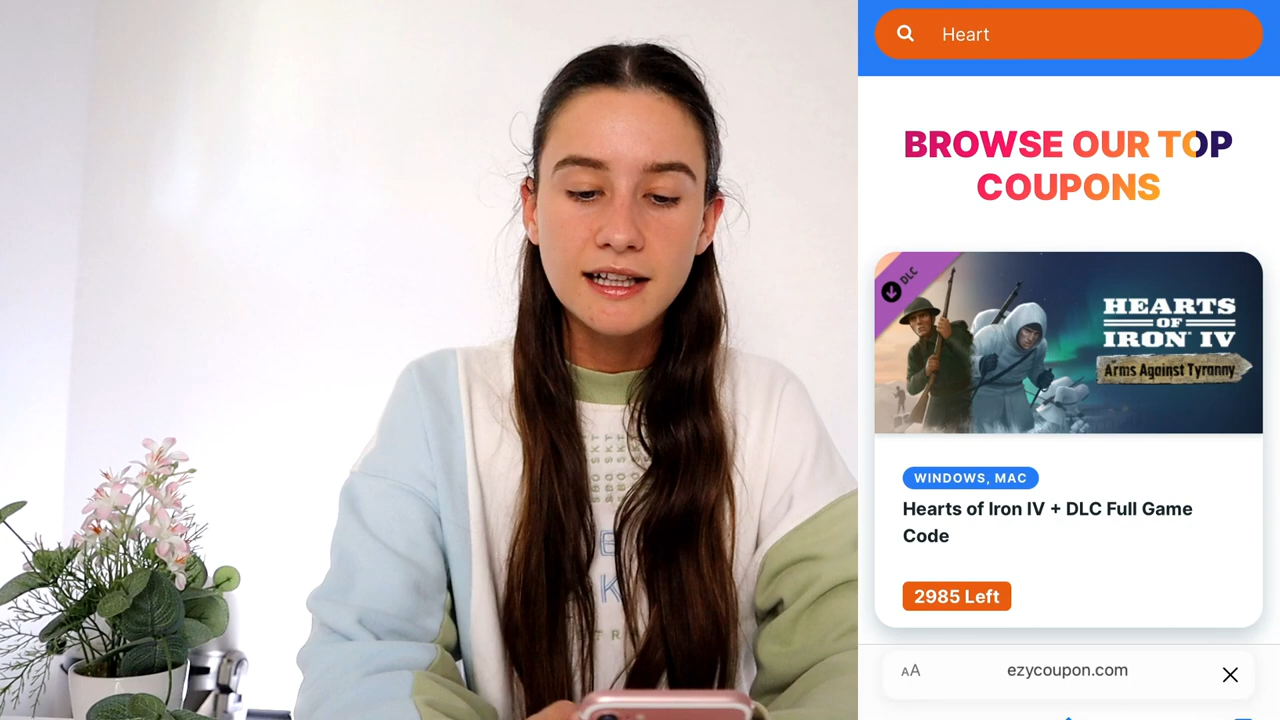 Heart
BROWSE OUR TOP
COUPONS
DLC
HEARTS
OF
IRON IV
Arms Against Tyranny
WINDOWS, MAC
Hearts of Iron IV + DLC Full Game
Code
2985 Left
AA
ezycoupon.com